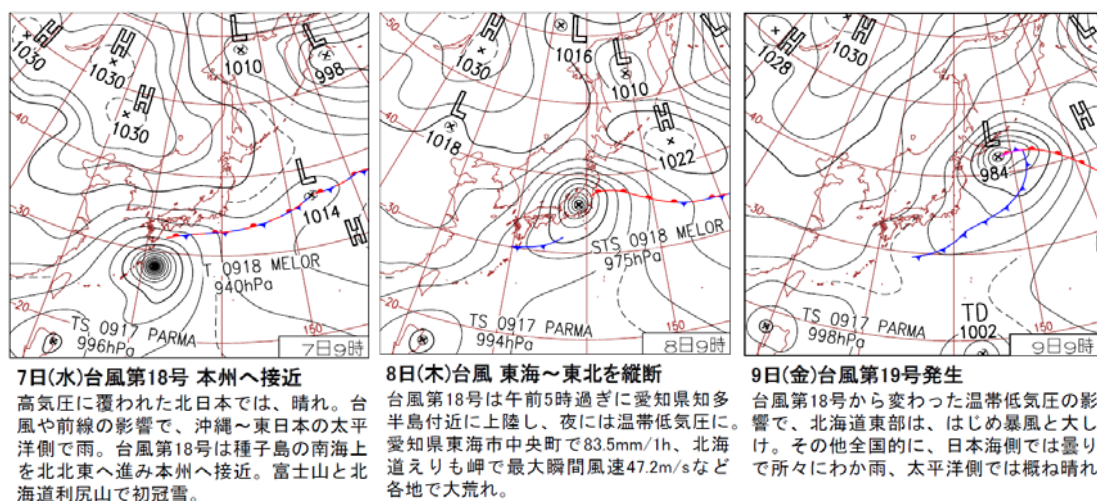 1030
H
1030
H
1030
H
L
1010
L
998
40
30
20
L
1014
H
T 0918 MELOR
940hPa
TS 0917 PARMA
996hPa
150
7日9時
H
1030
L
1016
L
1010
L
1018
H
1022
40
30
20
STS 0918 MELOR
975hPa
TS 0917 PARMA
994hPa
150
8日9時
H
1028
H
1030
L
984
H
40
30
20
TS 0917 PARMA
998hPa
TD
1002
150
9日9時
7日(水)台風第18号 本州へ接近
高気圧に覆われた北日本では、晴れ。台
風や前線の影響で、沖縄～東日本の太平
洋側で雨。台風第18号は種子島の南海上
を北北東へ進み本州へ接近。富士山と北
海道利尻山で初冠雪。
8日(木)台風 東海～東北を縦断
台風第18号は午前5時過ぎに愛知県知多
半島付近に上陸し、夜には温帯低気圧に。
愛知県東海市中央町で83.5mm/1h、北海
道えりも岬で最大瞬間風速47.2m/sなど
各地で大荒れ。
9日(金)台風第19号発生
台風第18号から変わった温帯低気圧の影
響で、北海道東部は、はじめ暴風と大し
け。その他全国的に、日本海側では曇り
で所々にわか雨、太平洋側では概ね晴れ